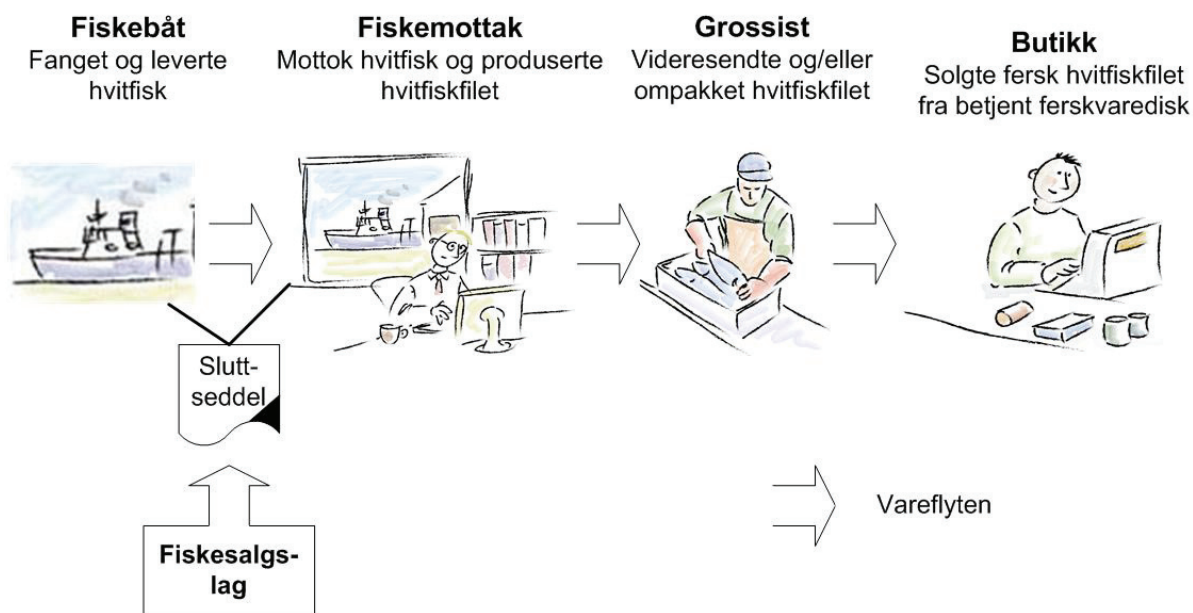 Fiskebåt
Fanget og leverte
hvitfisk
Fiskemottak
Mottok hvitfisk og produserte
hvitfiskfilet
Grossist
Videresendte og/eller
ompakket hvitfiskfilet
Butikk
Solgte fersk hvitfiskfilet
fra betjent ferskvaredisk
Slutt-
seddel
Fiskesalgs-
lag
Vareflyten